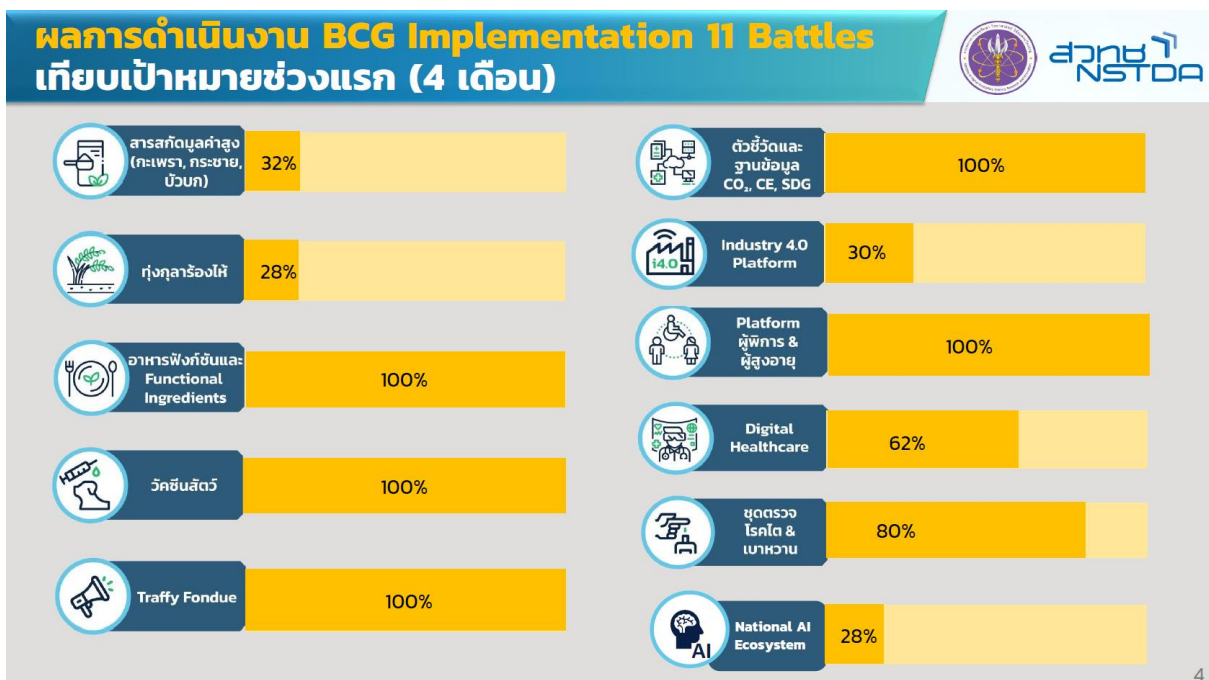 ผลการดำเนินงาน BCG Implementation 11 Battles
เทียบเป้าหมายช่วงแรก (4 เดือน)
สวทช
NSTDA
สารสกัดมูลค่าสูง
(กะเพรา, กระชาย,
บัวบก)
32%
ทุ่งกุลาร้องไห้
28%
อาหารฟังก์ชันและ
Functional
Ingredients
100%
วัคซีนสัตว์
100%
Traffy Fondue
100%
ตัวชี้วัดและ
ฐานข้อมูล
CO₂, CE, SDG
100%
i4.0
Industry 4.0
Platform
30%
Platform
ผู้พิการ &
ผู้สูงอายุ
100%
Digital
Healthcare
62%
ชุดตรวจ
โรคไต &
เบาหวาน
80%
AI
National AI
Ecosystem
28%
4